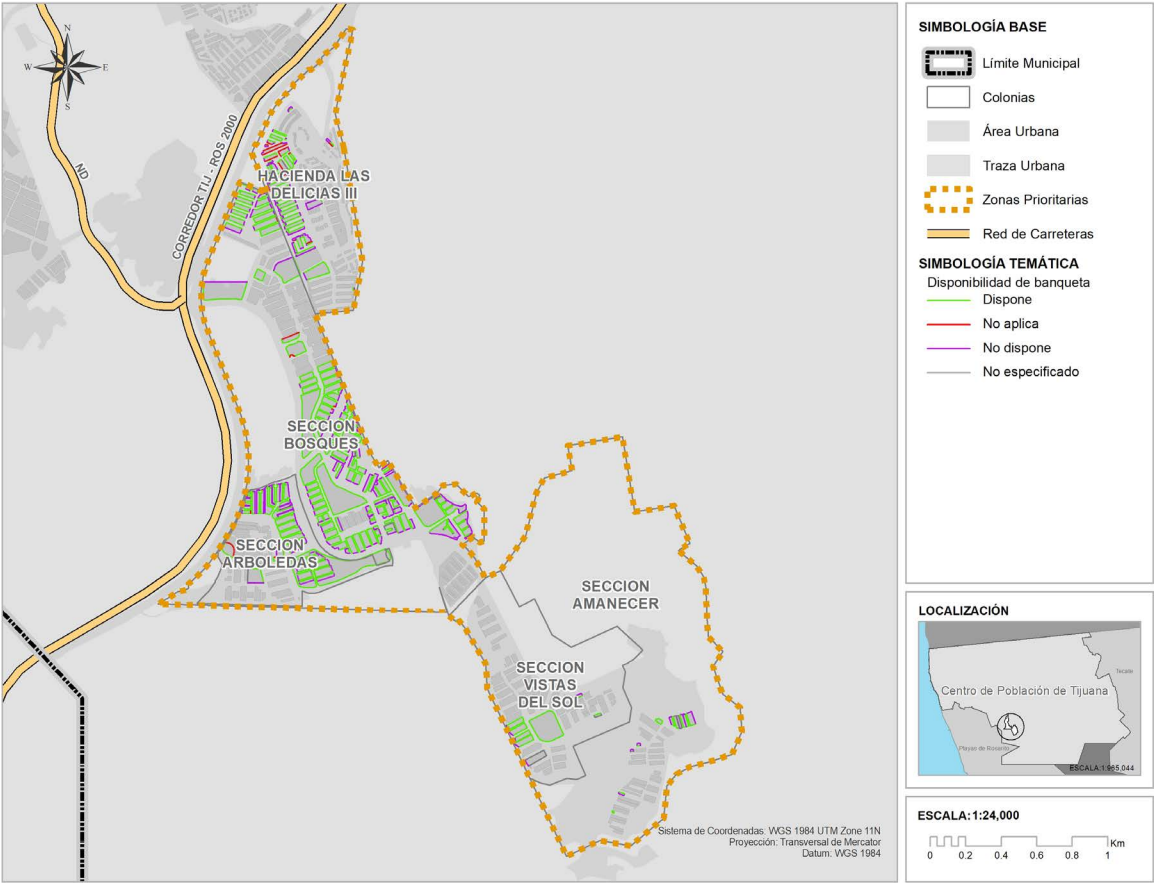 N
W
E
S
ND
CORREDOR TIJ - ROS 2000
HACIENDA LAS
DELICIAS III
SECCION
BOSQUES
SECCION
ARBOLEDAS
SECCION
AMANECER
SECCION
VISTAS
DEL SOL
Sistema de Coordenadas: WGS 1984 UTM Zone 11N
Proyección: Transversal de Mercator
Datum: WGS 1984
SIMBOLOGÍA BASE
Límite Municipal
Colonias
Área Urbana
Traza Urbana
Zonas Prioritarias
Red de Carreteras
SIMBOLOGÍA TEMÁTICA
Disponibilidad de banqueta
Dispone
No aplica
No dispone
No especificado
LOCALIZACIÓN
Tecate
Centro de Población de Tijuana
Playas de Rosarito
ESCALA:1:965,044
ESCALA: 1:24,000
Km
0 0.2 0.4 0.6 0.8 1